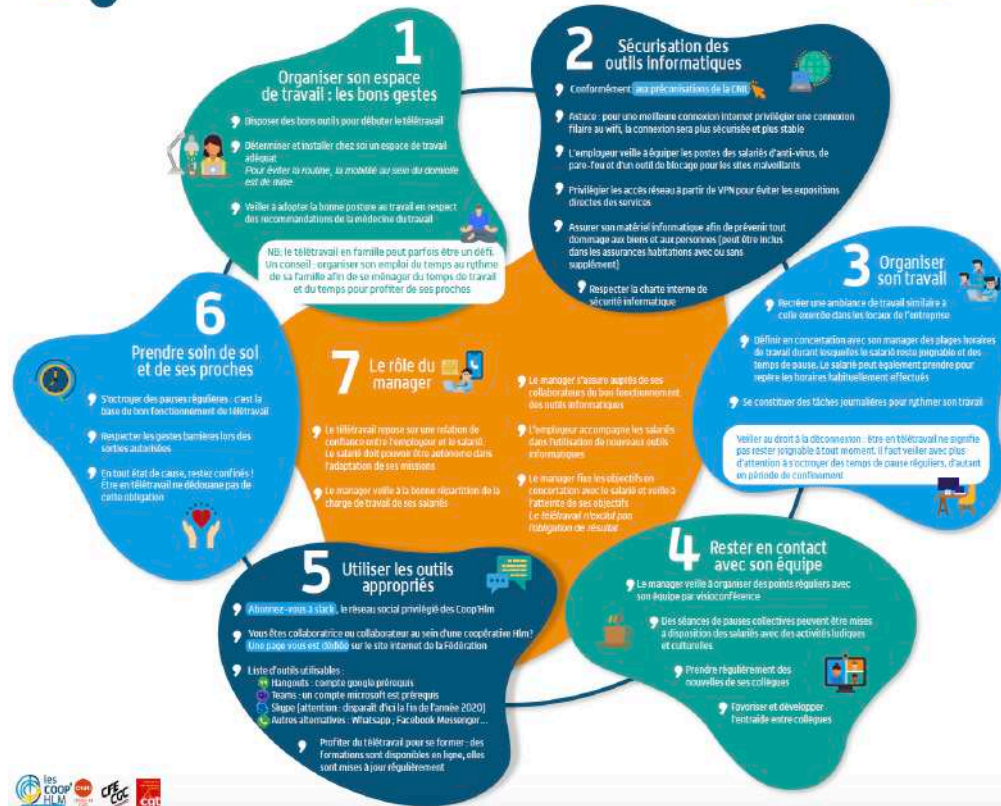 1
Organiser son espace
de travail : les bons gestes
Disposer des bons outils pour débuter le télétravail
Déterminer et installer chez soi un espace de travail
adéquat
Pour éviter la routine, la mobilité au sein du domicile
est de mise
Veiller à adopter la bonne posture au travail en respect
des recommandations de la médecine du travail
NB: le télétravail en famille peut parfois être un défi.
Un conseil : organiser son emploi du temps au rythme
de sa famille afin de se ménager du temps de travail
et du temps pour profiter de ses proches
2
Sécurisation des
outils informatiques
Conformément aux préconisations de la CNIL
Astuce : pour une meilleure connexion internet privilégier une connexion
filaire au wifi, la connexion sera plus sécurisée et plus stable
L'employeur veille à équiper les postes des salariés d'anti-virus, de
pare-feu et d'un outil de blocage pour les sites malveillants
Privilégier les accès réseau à partir de VPN pour éviter les expositions
directes des services
Assurer son matériel informatique afin de prévenir tout
dommage aux biens et aux personnes (peut être inclus
dans les assurances habitations avec ou sans
supplément)
Respecter la charte interne de
sécurité informatique
3
Organiser
son travail
Recréer une ambiance de travail similaire à
celle exercée dans les locaux de l'entreprise
Définir en concertation avec son manager des plages horaires
de travail durant lesquelles le salarié reste joignable et des
temps de pause. Le salarié peut également prendre pour
repère les horaires habituellement effectués
Se constituer des tâches journalières pour rythmer son travail
Veiller au droit à la déconnexion : être en télétravail ne signifie
pas rester joignable à tout moment. Il faut veiller avec plus
d'attention à s'octroyer des temps de pause réguliers, d'autant
en période de confinement
4
Rester en contact
avec son équipe
Le manager veille à organiser des points réguliers avec
son équipe par visioconférence
Des séances de pauses collectives peuvent être mises
à disposition des salariés avec des activités ludiques
et culturelles
Prendre régulièrement des
nouvelles de ses collègues
Favoriser et développer
l'entraide entre collègues
5
Utiliser les outils
appropriés
Abonnez-vous à slack, le réseau social privilégié des Coop'Hlm
Vous êtes collaboratrice ou collaborateur au sein d'une coopérative Hlm?
Une page vous est dédiée sur le site internet de la Fédération
Liste d'outils utilisables :
Hangouts : compte google prérequis
Teams : un compte microsoft est prérequis
Skype (attention : disparaît d'ici la fin de l'année 2020)
Autres alternatives : Whatsapp ; Facebook Messenger...
Profiter du télétravail pour se former : des
formations sont disponibles en ligne, elles
sont mises à jour régulièrement
6
Prendre soin de soi
et de ses proches
S'octroyer des pauses régulières : c'est la
base du bon fonctionnement du télétravail
Respecter les gestes barrières lors des
sorties autorisées
En tout état de cause, restez confinés !
Être en télétravail ne dédouane pas de
cette obligation
7
Le rôle du
manager
Le télétravail repose sur une relation de
confiance entre l'employeur et le salarié.
Le salarié doit pouvoir être autonome dans
l'adaptation de ses missions
Le manager veille à la bonne répartition de la
charge de travail de ses salariés
Le manager s'assure auprès de ses
collaborateurs du bon fonctionnement
des outils informatiques
L'employeur accompagne les salariés
dans l'utilisation de nouveaux outils
informatiques
Le manager fixe les objectifs en
concertation avec le salarié et veille à
l'atteinte de ses objectifs
Le télétravail n'exclut pas
l'obligation de résultat
les
COOP'
HLM
CFE
CGC
cgt